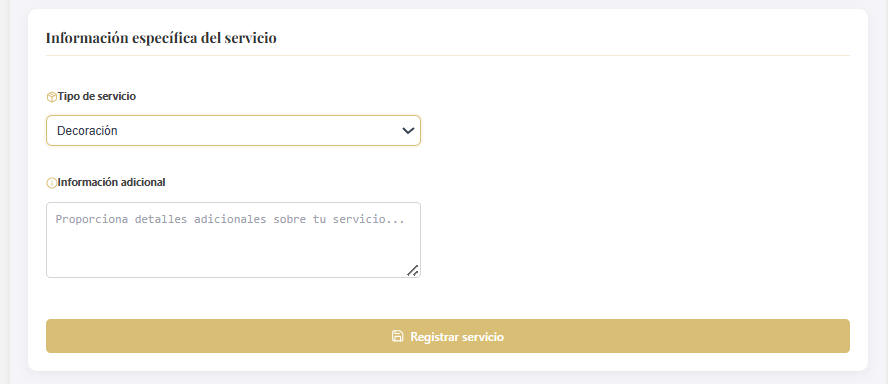 Información específica del servicio
Tipo de servicio
Decoración
Información adicional
Proporciona detalles adicionales sobre tu servicio...
Registrar servicio